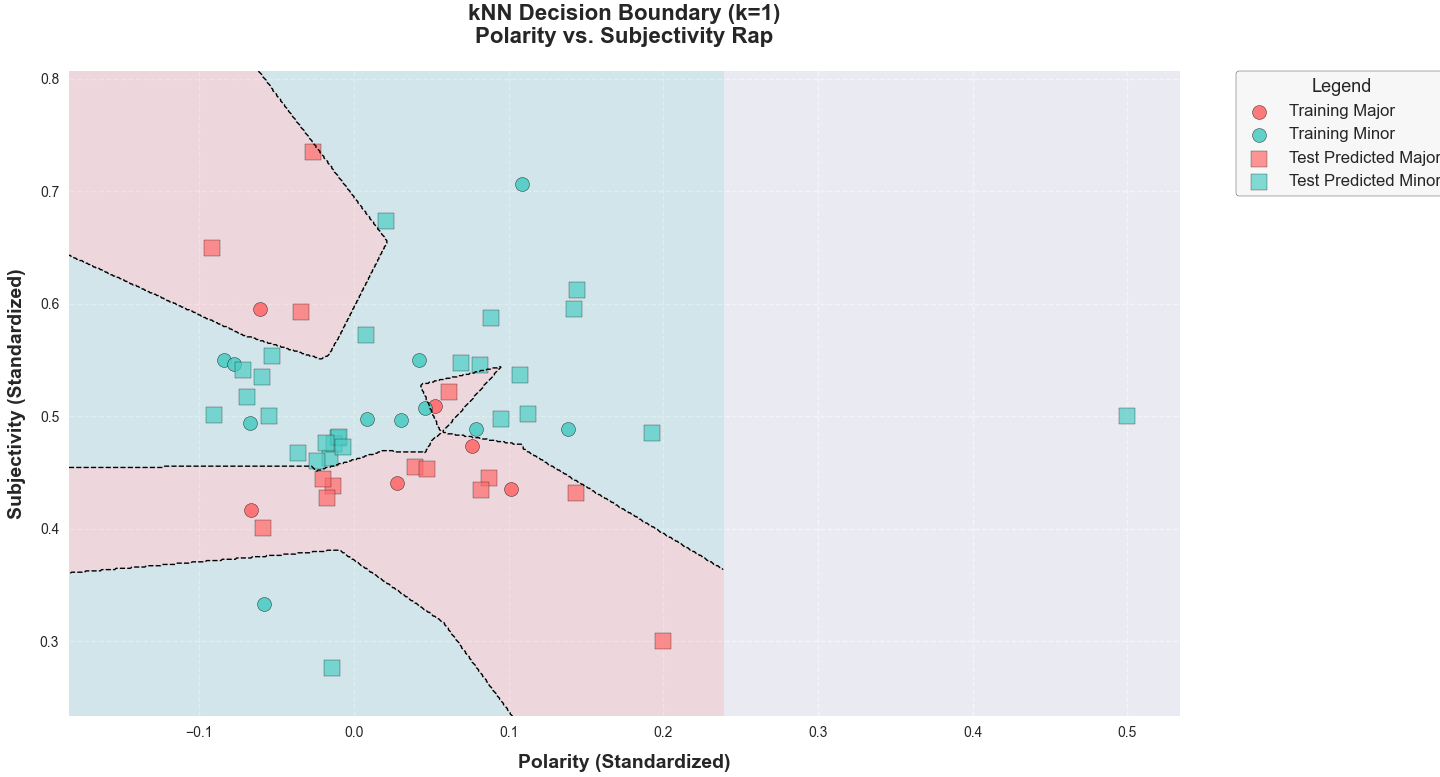 kNN Decision Boundary (k=1)
Polarity vs. Subjectivity Rap
Subjectivity (Standardized)
0.8
0.7
0.6
0.5
0.4
0.3
−0.1
0.0
0.1
0.2
0.3
0.4
0.5
Polarity (Standardized)
Legend
Training Major
Training Minor
Test Predicted Major
Test Predicted Minor